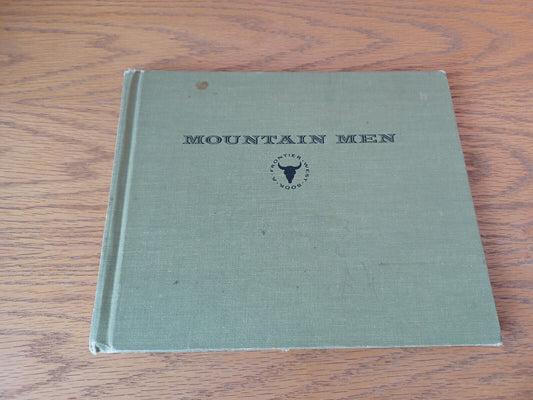 MOUNTAIN MEN
A · FRONTIER · WEST · BOOK ·